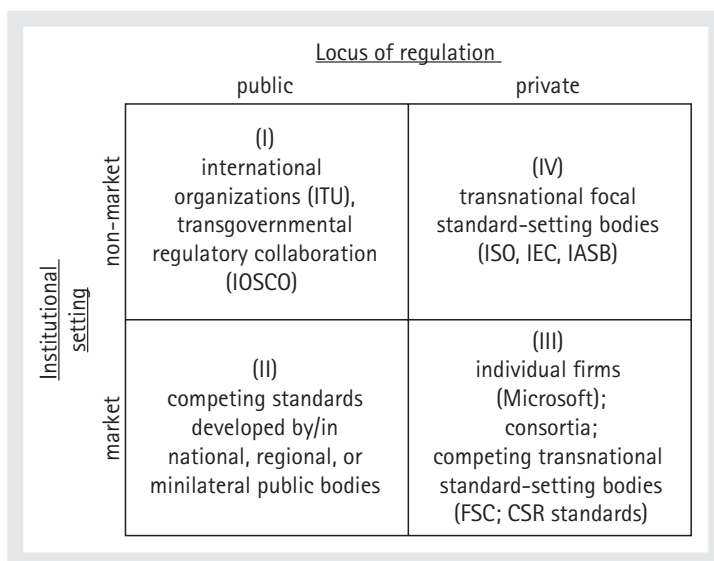 Locus of regulation
public
private
Institutional
setting
non-market
(I)
international
organizations (ITU),
transgovernmental
regulatory collaboration
(IOSCO)
(IV)
transnational focal
standard-setting bodies
(ISO, IEC, IASB)
market
(II)
competing standards
developed by/in
national, regional, or
minilateral public bodies
(III)
individual firms
(Microsoft);
consortia;
competing transnational
standard-setting bodies
(FSC; CSR standards)